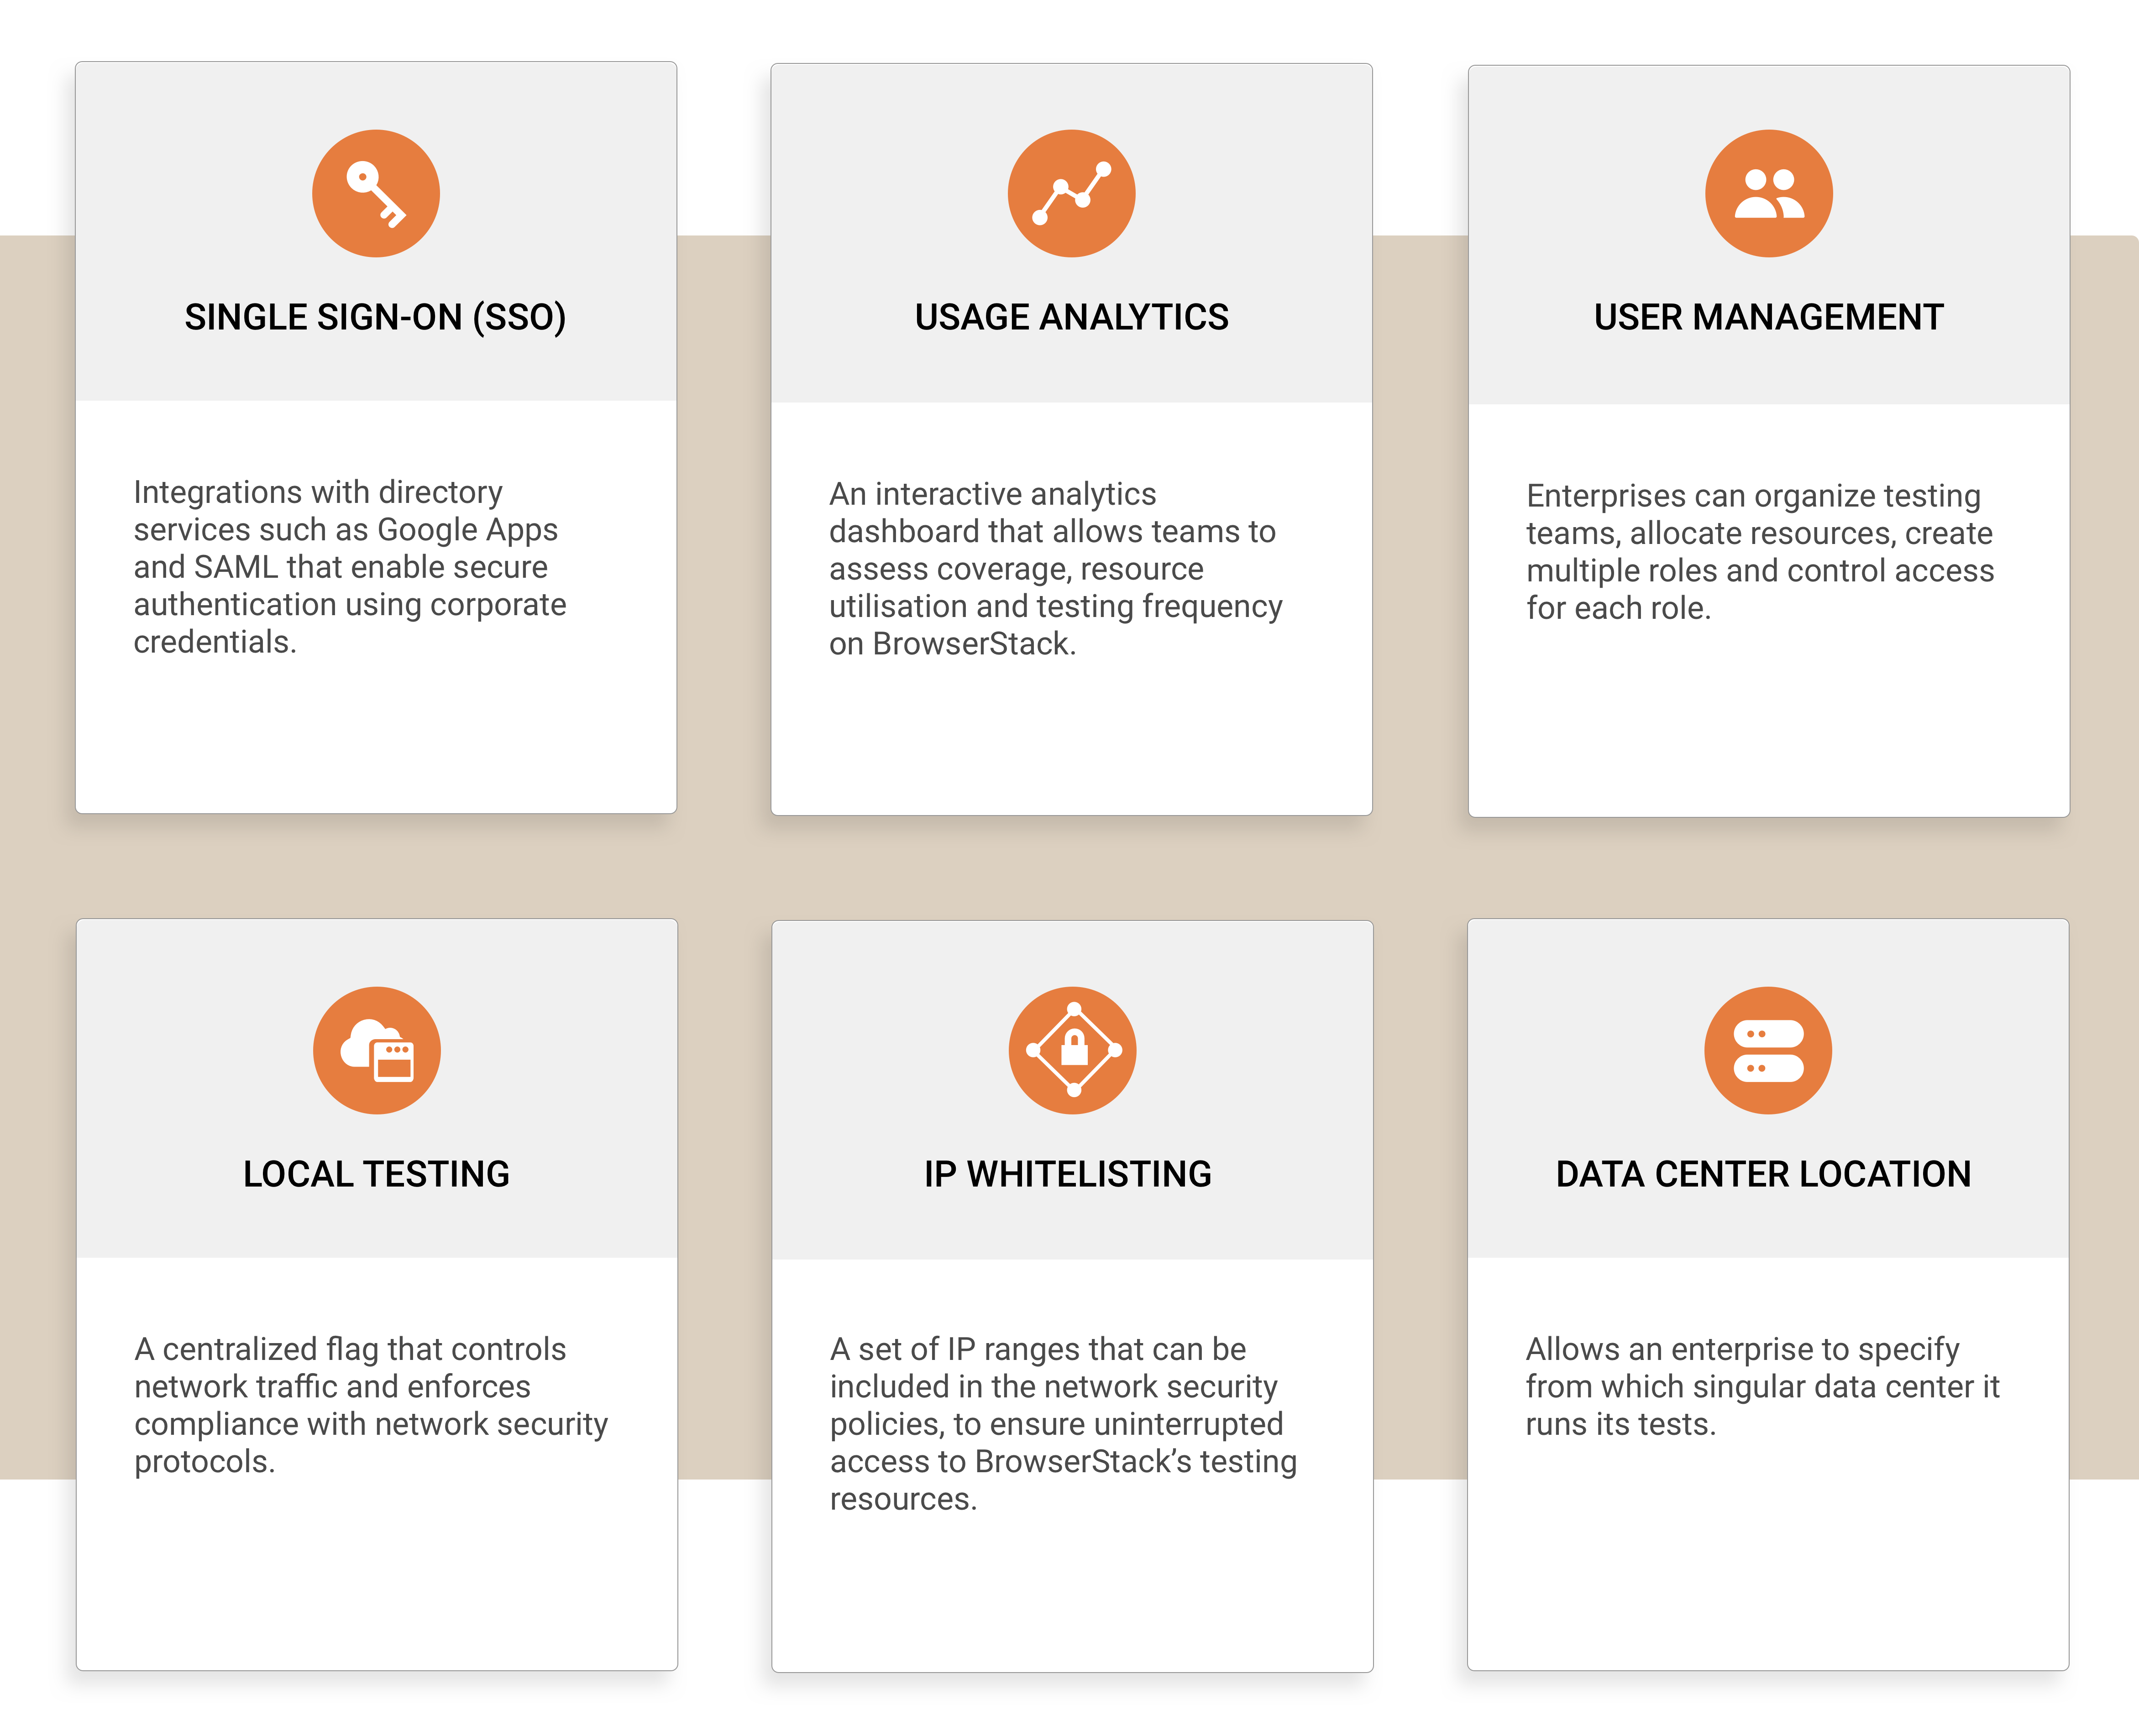 SINGLE SIGN-ON (SSO)
Integrations with directory
services such as Google Apps
and SAML that enable secure
authentication using corporate
credentials.
USAGE ANALYTICS
An interactive analytics
dashboard that allows teams to
assess coverage, resource
utilisation and testing frequency
on BrowserStack.
USER MANAGEMENT
Enterprises can organize testing
teams, allocate resources, create
multiple roles and control access
for each role.
LOCAL TESTING
A centralized flag that controls
network traffic and enforces
compliance with network security
protocols.
IP WHITELISTING
A set of IP ranges that can be
included in the network security
policies, to ensure uninterrupted
access to BrowserStack’s testing
resources.
DATA CENTER LOCATION
Allows an enterprise to specify
from which singular data center it
runs its tests.